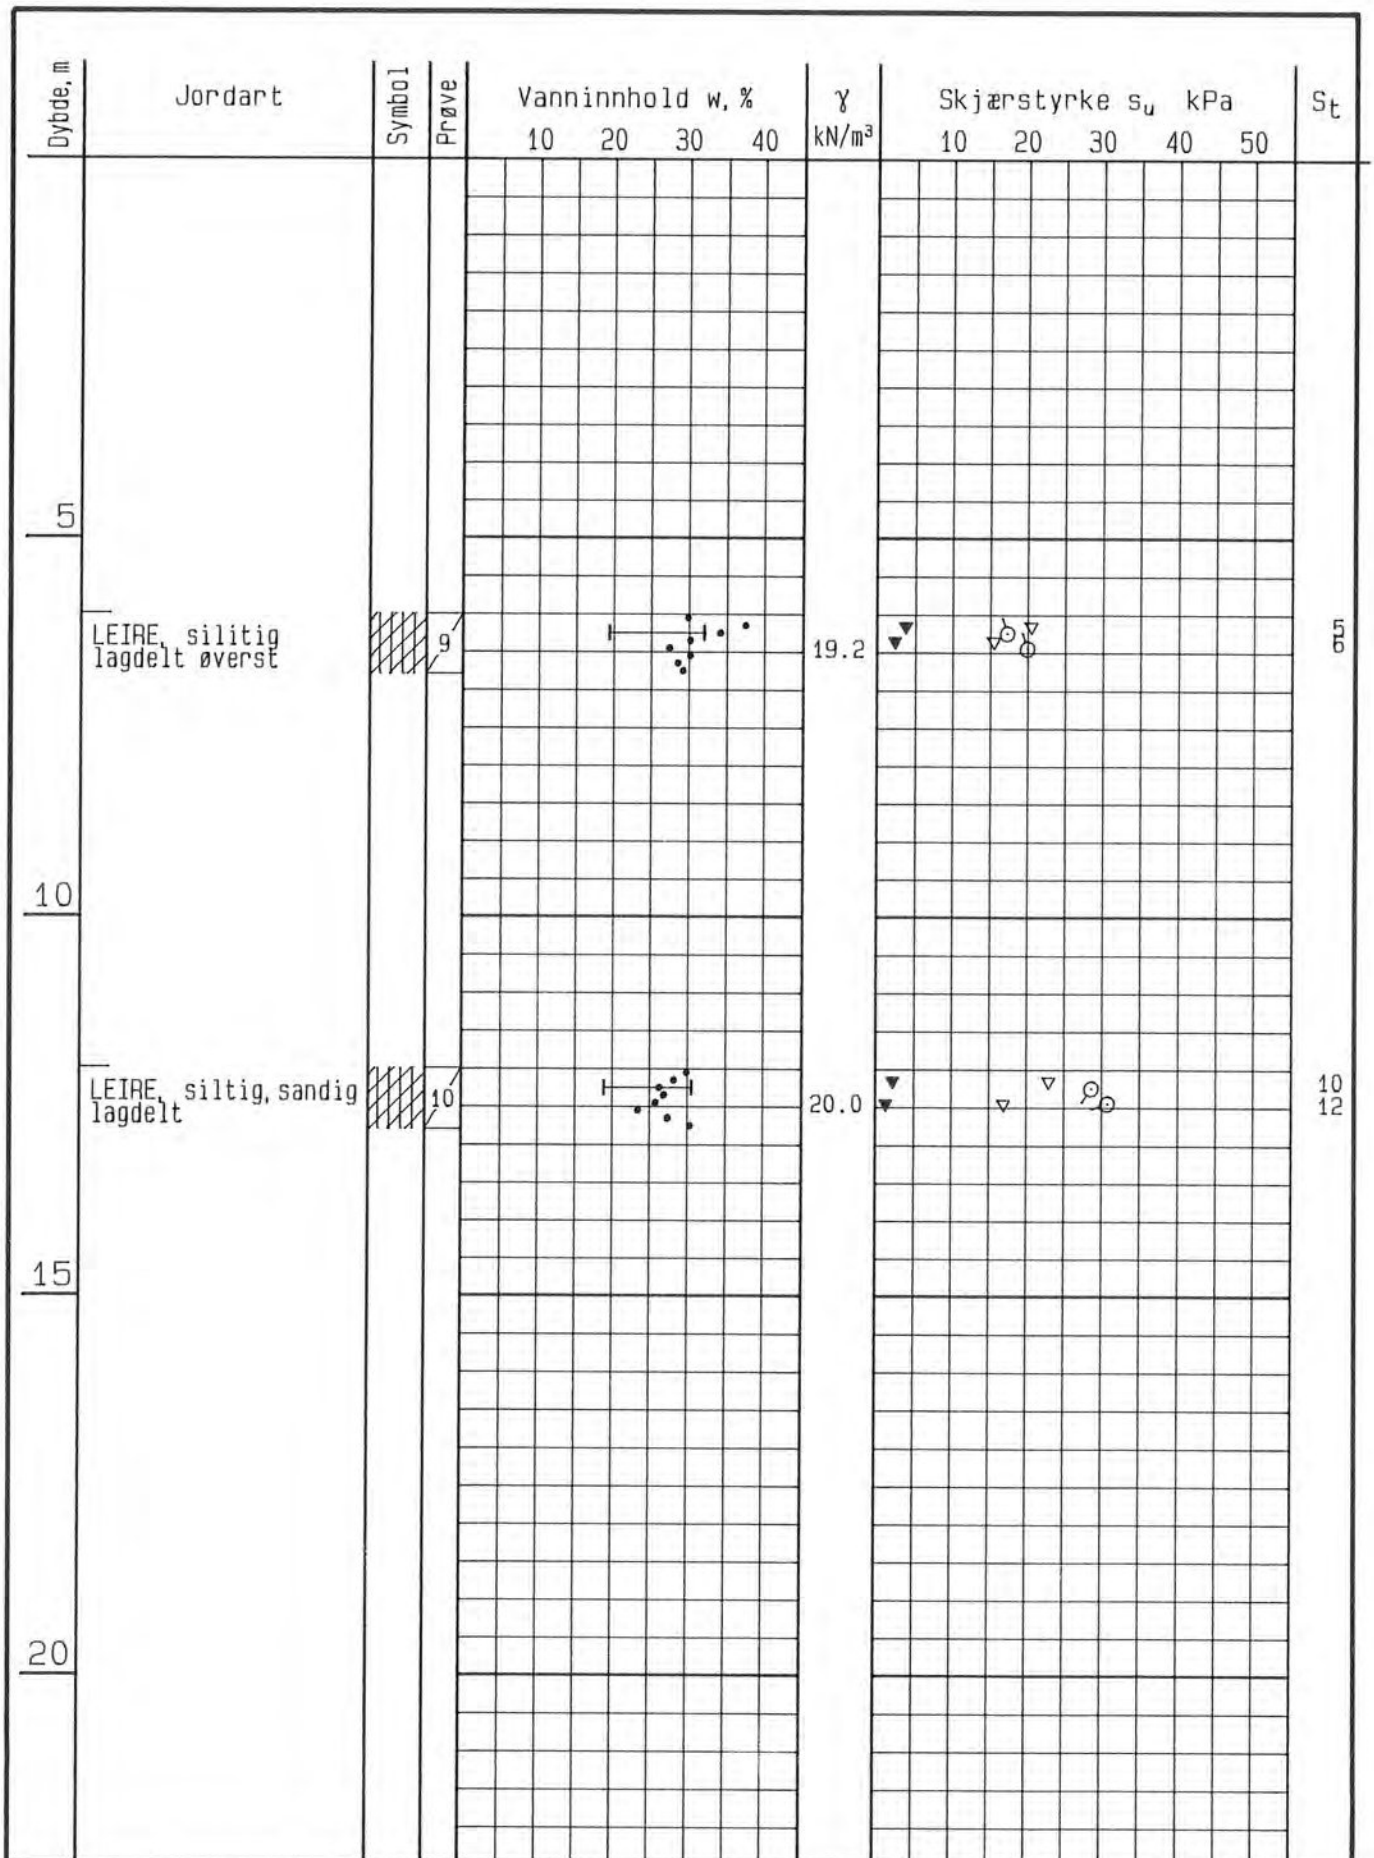 Dybde, m Jordart Symbol Prøve Vanninnhold w, % γ kN/m³ Skjærstyrke su kPa St
10 20 30 40 10 20 30 40 50
5
LEIRE, silitig
lagdelt øverst
9
19.2
5
6
10
LEIRE, siltig, sandig
lagdelt
10
20.0
10
12
15
20